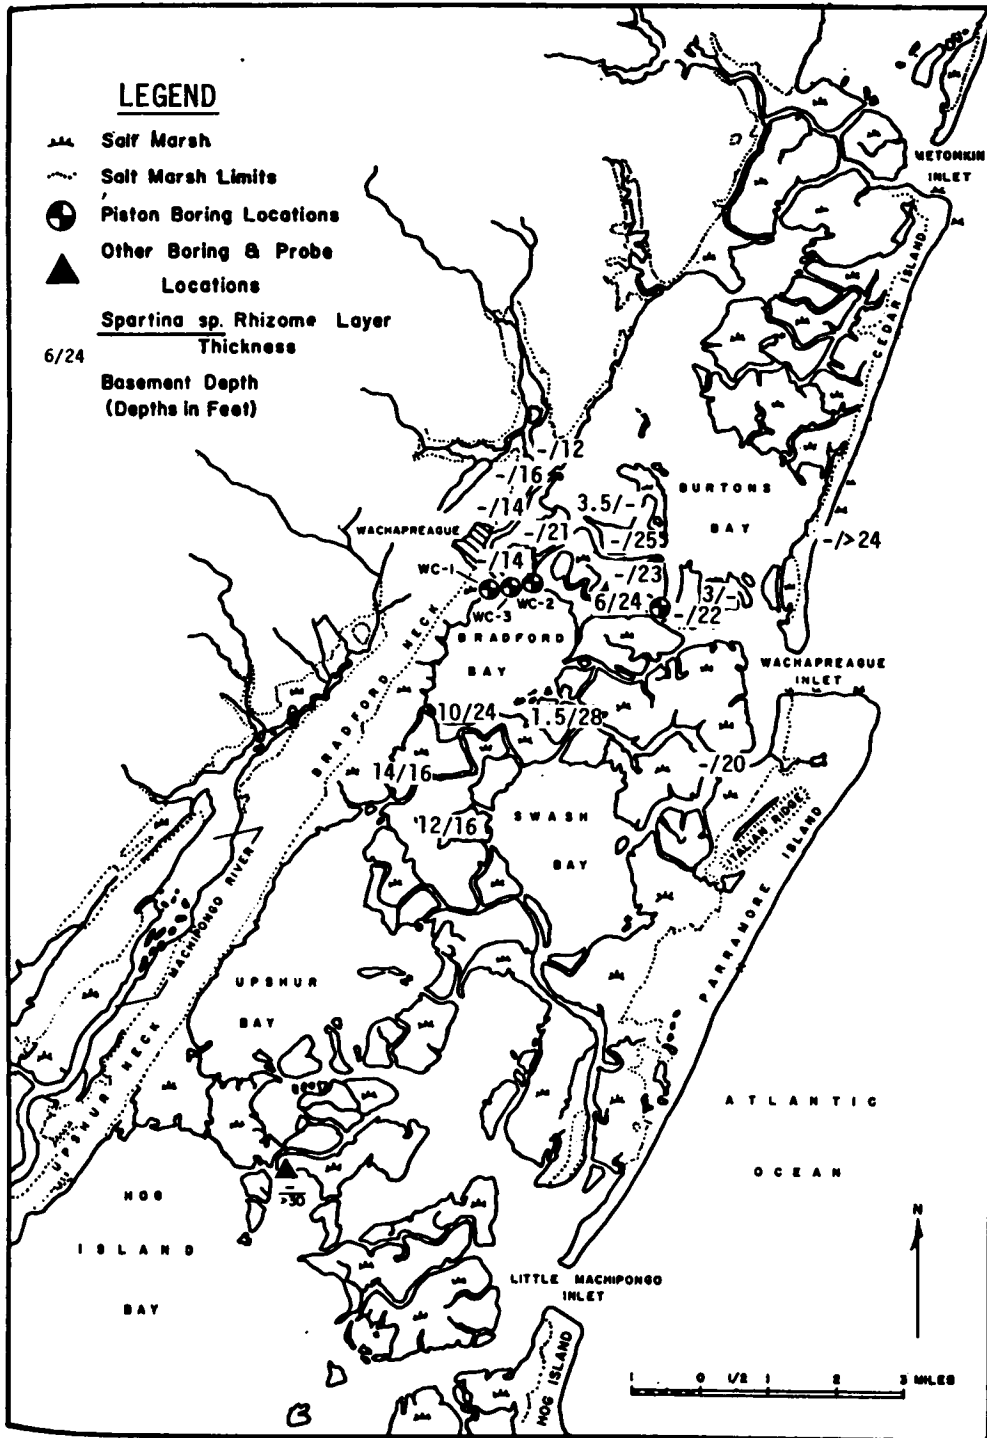 LEGEND
Salt Marsh
Salt Marsh Limits
Piston Boring Locations
Other Boring & Probe
Locations
Spartina sp. Rhizome Layer
Thickness
6/24
Basement Depth
(Depths in Feet)
METOMKIN
INLET
CEDAR ISLAND
-/12
-/16
-/14
3.5/-
BURTONS
BAY
WACHAPREAGUE
-/21
-/25
->24
-/14
-/23
WC-1
WC-2
WC-3
6/24
3/-
-/22
BRADFORD
BAY
WACHAPREAGUE
INLET
BRADFORD NECK
10/24
1.5/28
14/16
-/20
12/16
SWASH
BAY
ITALIAN RIDGE
PARRAMORE ISLAND
MACHIPONGO RIVER
UPSHUR
BAY
UPSHUR NECK
ATLANTIC
OCEAN
-
>30
HOG
ISLAND
BAY
N
LITTLE MACHIPONGO
INLET
HOG ISLAND
1 0 1/2 1 2 3 MILES